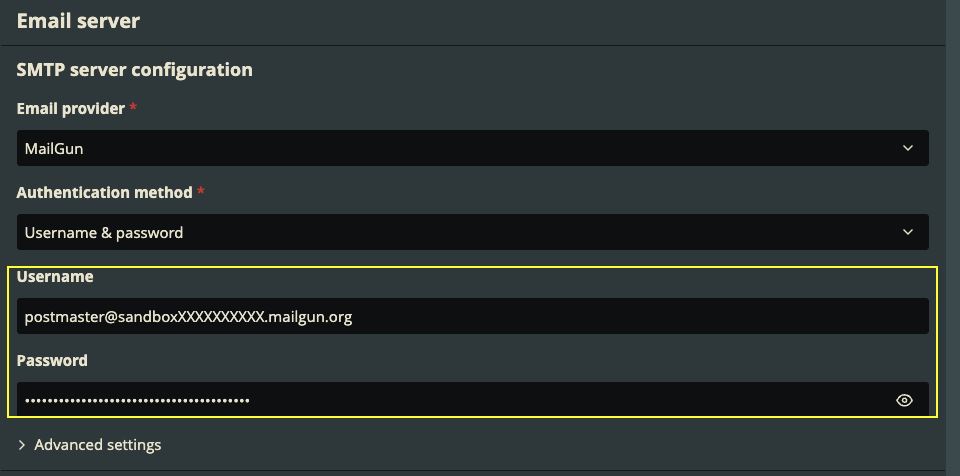 Email server
SMTP server configuration
Email provider *
MailGun
Authentication method *
Username & password
Username
postmaster@sandboxXXXXXXXXXX.mailgun.org
Password
••••••••••••••••••••••••••••••••••••••••
Advanced settings